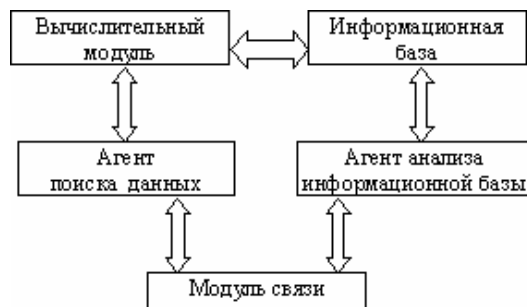 Вычислительный
модуль
Информационная
база
Агент
поиска данных
Агент анализа
информационной базы
Модуль связи